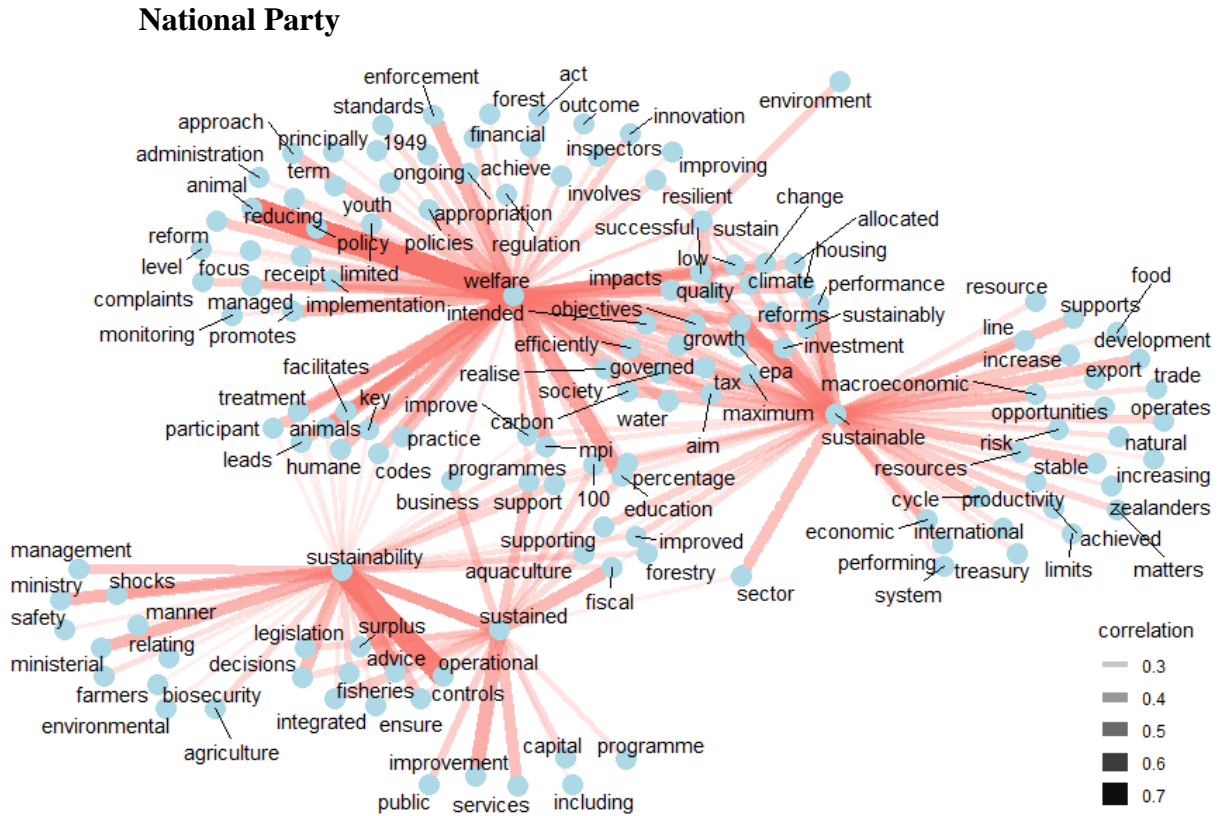 National Party
enforcement
act
standards
forest
outcome
environment
approach
principally
1949
financial
innovation
administration
term
ongoing
achieve
inspectors
improving
animal
reducing
youth
appropriation
involves
resilient
change
reform
policy
policies
regulation
successful
sustain
allocated
level
focus
receipt
limited
welfare
impacts
low
climate
housing
complaints
managed
implementation
intended
objectives
quality
reforms
performance
monitoring
promotes
efficiently
growth
sustainably
investment
resource
supports
food
line
increase
development
facilitates
realise
governed
epa
macroeconomic
export
trade
treatment
key
improve
society
tax
maximum
opportunities
operates
participant
animals
practice
carbon
water
aim
sustainable
risk
natural
leads
humane
codes
programmes
mpi
percentage
resources
stable
increasing
business
support
100
education
cycle
productivity
zealanders
economic
international
achieved
management
sustainability
supporting
improved
performing
treasury
limits
matters
ministry
shocks
aquaculture
forestry
system
safety
manner
fiscal
sector
legislation
surplus
sustained
correlation
ministerial
relating
decisions
advice
operational
0.3
farmers
biosecurity
fisheries
controls
0.4
environmental
integrated
ensure
0.5
agriculture
capital
programme
0.6
improvement
0.7
public
services
including